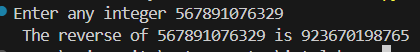 Enter any integer 567891076329
The reverse of 567891076329 is 923670198765